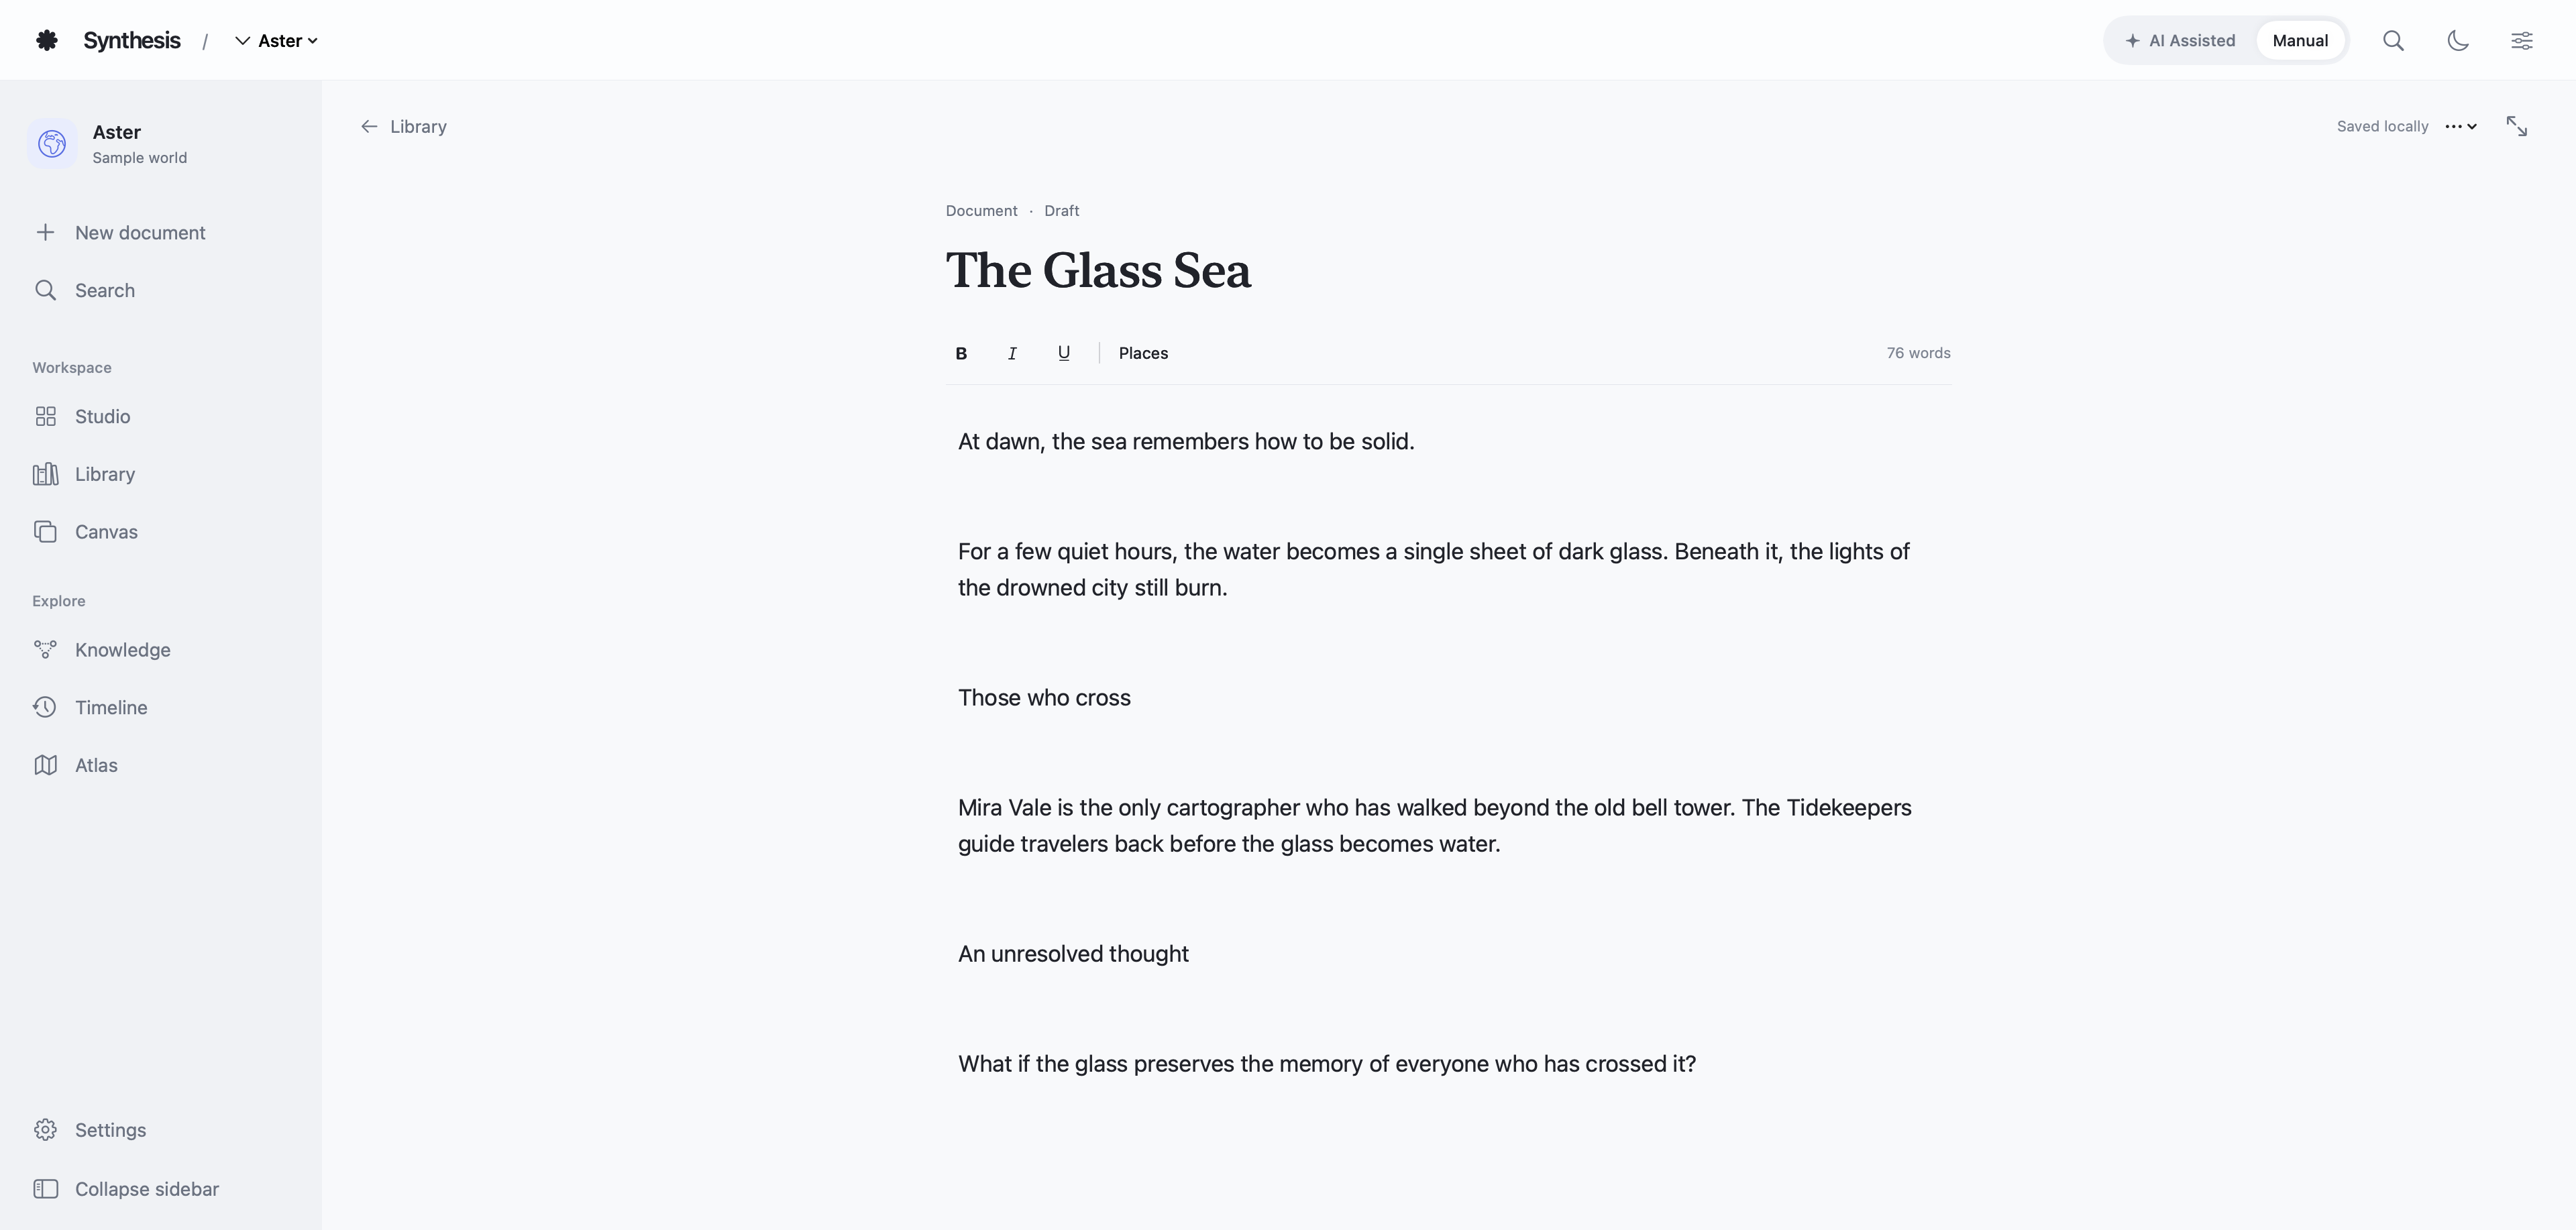 Synthesis / Aster
AI Assisted Manual
Aster
Sample world
New document
Search
Workspace
Studio
Library
Canvas
Explore
Knowledge
Timeline
Atlas
Settings
Collapse sidebar
Library
Saved locally
Document · Draft
The Glass Sea
B I U Places 76 words
At dawn, the sea remembers how to be solid.
For a few quiet hours, the water becomes a single sheet of dark glass. Beneath it, the lights of
the drowned city still burn.
Those who cross
Mira Vale is the only cartographer who has walked beyond the old bell tower. The Tidekeepers
guide travelers back before the glass becomes water.
An unresolved thought
What if the glass preserves the memory of everyone who has crossed it?